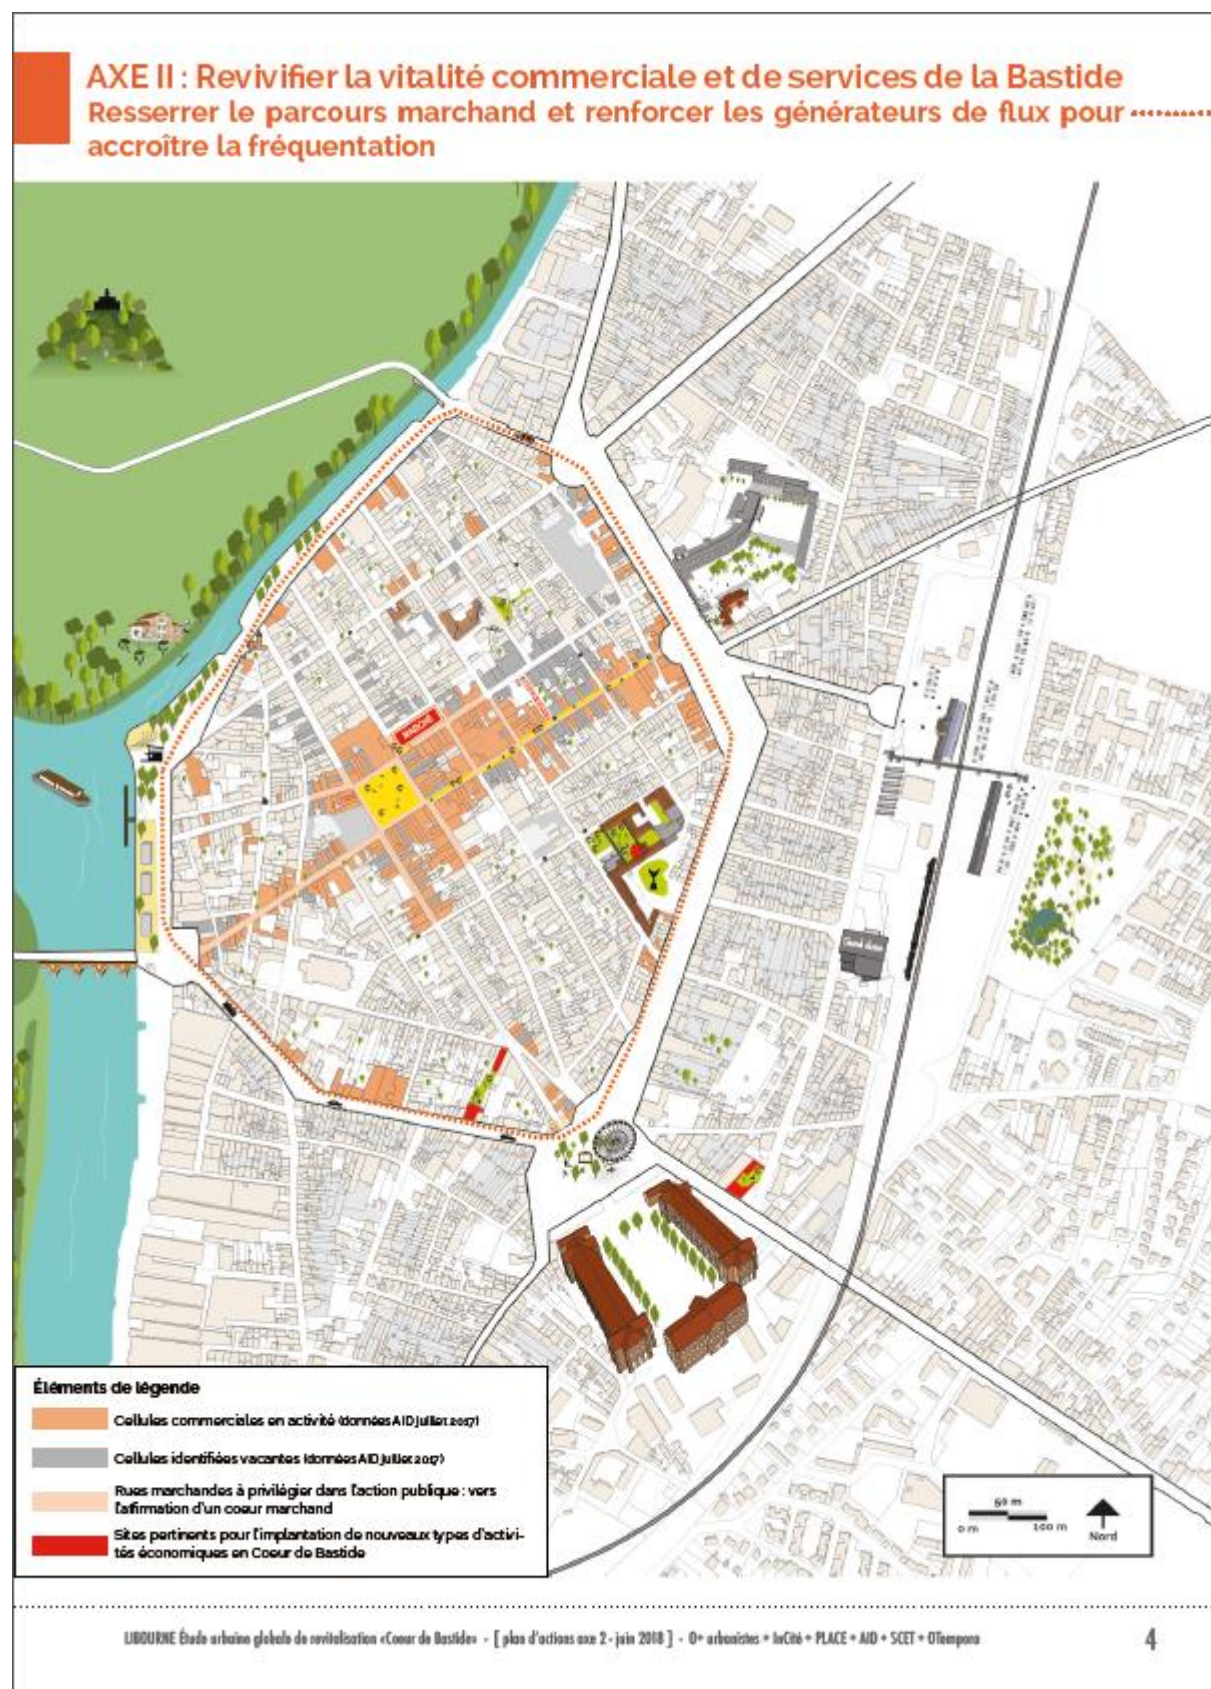 AXE II : Revivifier la vitalité commerciale et de services de la Bastide
Resserrer le parcours marchand et renforcer les générateurs de flux pour
accroître la fréquentation
MARCHÉ
Éléments de légende
Cellules commerciales en activité (données AID juillet 2017)
Cellules identifiées vacantes (données AID juillet 2017)
Rues marchandes à privilégier dans l'action publique : vers
l'affirmation d'un coeur marchand
Sites pertinents pour l'implantation de nouveaux types d'activi-
tés économiques en Coeur de Bastide
50 m
0 m
100 m
Nord
LIBOURNE Étude urbaine globale de revitalisation «Coeur de Bastide» - [ plan d'actions axe 2 - juin 2018 ] - O+ urbanistes + InCité + PLACE + AID + SCET + OTempora
4